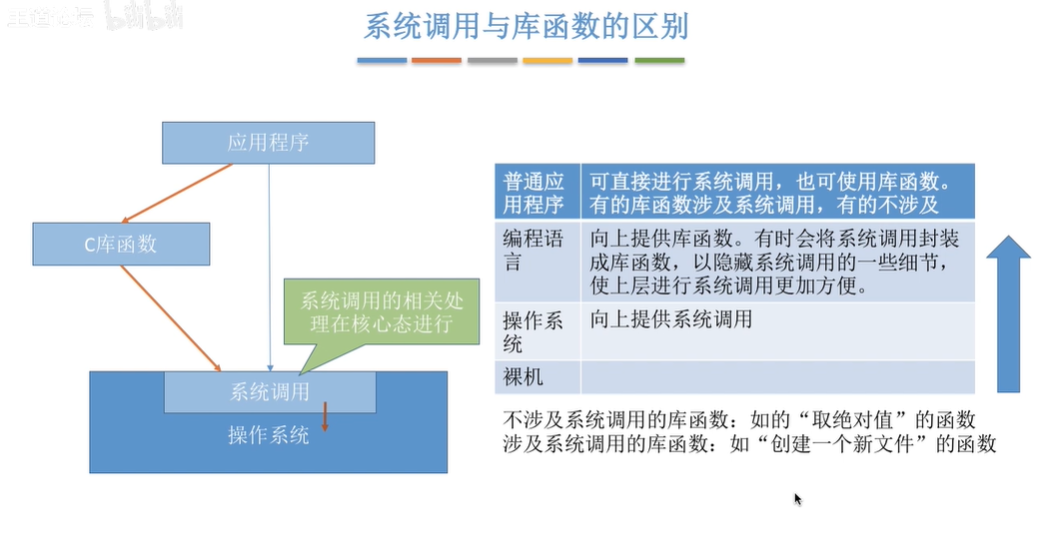 系统调用与库函数的区别
应用程序
C库函数
系统调用的相关处
理在核心态进行
系统调用
操作系统
普通应
用程序
可直接进行系统调用，也可使用库函数。
有的库函数涉及系统调用，有的不涉及
编程语
言
向上提供库函数。有时会将系统调用封装
成库函数，以隐藏系统调用的一些细节，
使上层进行系统调用更加方便。
操作系
统
向上提供系统调用
裸机
不涉及系统调用的库函数：如的“取绝对值”的函数
涉及系统调用的库函数：如“创建一个新文件”的函数